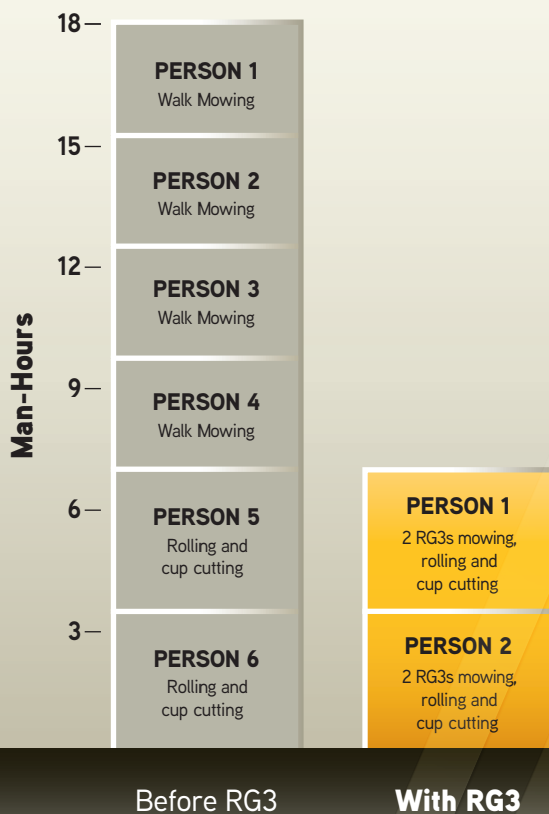 18
PERSON 1
Walk Mowing
15
PERSON 2
Walk Mowing
12
PERSON 3
Walk Mowing
Man-Hours
9
PERSON 4
Walk Mowing
6
PERSON 5
Rolling and
cup cutting
PERSON 1
2 RG3s mowing,
rolling and
cup cutting
3
PERSON 6
Rolling and
cup cutting
PERSON 2
2 RG3s mowing,
rolling and
cup cutting
Before RG3
With RG3